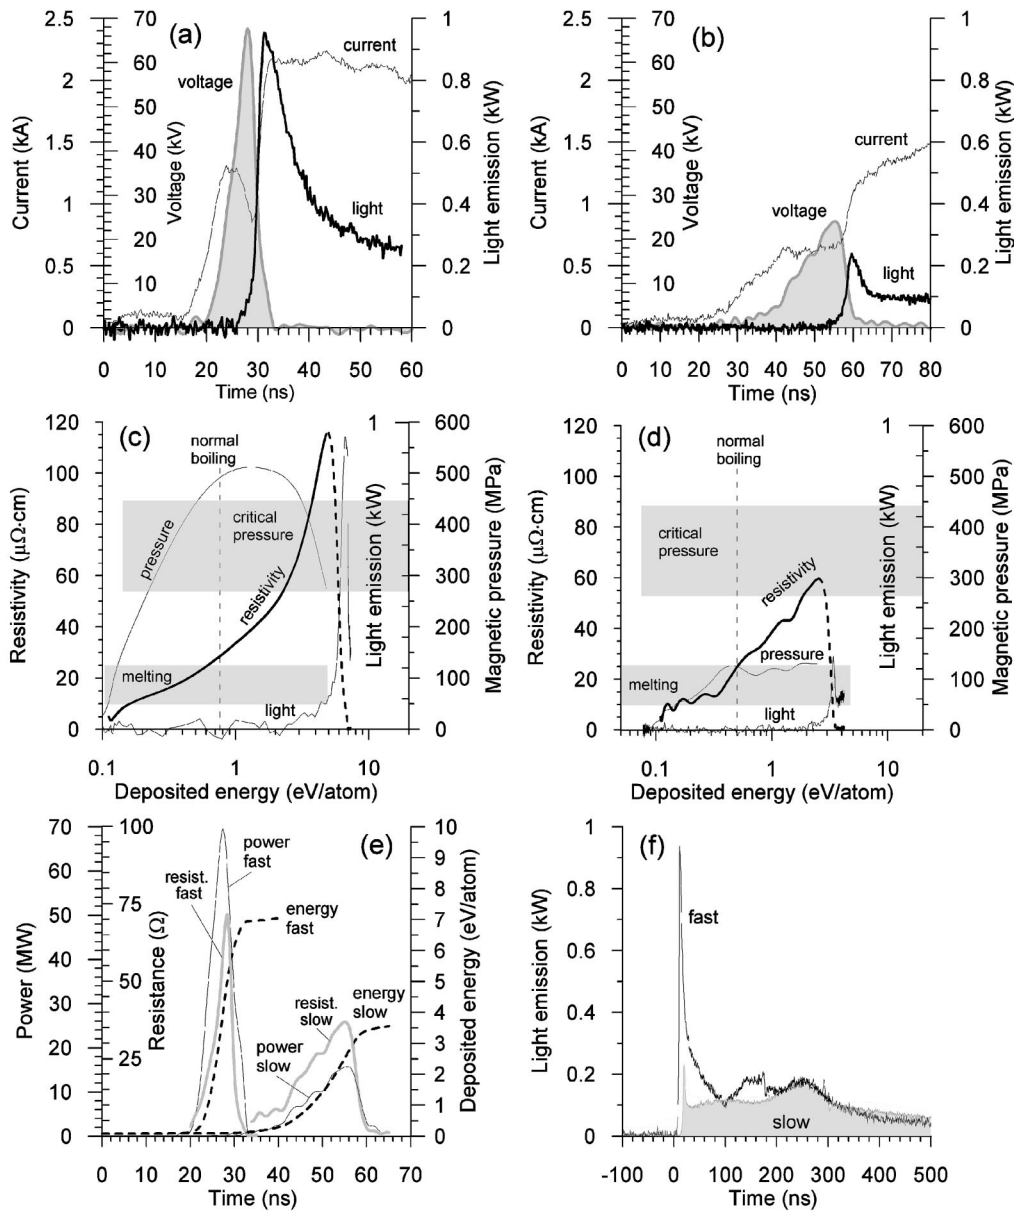 (a)
2.5
2
1.5
1
0.5
0
Current (kA)
70
60
50
40
30
20
10
Voltage (kV)
voltage
current
light
1
0.8
0.6
0.4
0.2
0
Light emission (kW)
0 10 20 30 40 50 60
Time (ns)
(b)
2.5
2
1.5
1
0.5
0
Current (kA)
70
60
50
40
30
20
10
Voltage (kV)
current
voltage
light
1
0.8
0.6
0.4
0.2
0
Light emission (kW)
0 10 20 30 40 50 60 70 80
Time (ns)
(c)
120
100
80
60
40
20
0
Resistivity (μΩ·cm)
normal
boiling
pressure
critical
pressure
resistivity
melting
light
1
Light emission (kW)
600
500
400
300
200
100
0
Magnetic pressure (MPa)
0.1 1 10
Deposited energy (eV/atom)
(d)
120
100
80
60
40
20
0
Resistivity (μΩ·cm)
normal
boiling
critical
pressure
resistivity
pressure
melting
light
1
Light emission (kW)
600
500
400
300
200
100
0
Magnetic pressure (MPa)
0.1 1 10
Deposited energy (eV/atom)
(e)
70
60
50
40
30
20
10
0
Power (MW)
100
75
50
25
Resistance (Ω)
power
fast
resist.
fast
energy
fast
resist.
slow
energy
slow
power
slow
10
9
8
7
6
5
4
3
2
1
0
Deposited energy (eV/atom)
0 10 20 30 40 50 60 70
Time (ns)
(f)
1
0.8
0.6
0.4
0.2
0
Light emission (kW)
fast
slow
-100 0 100 200 300 400 500
Time (ns)